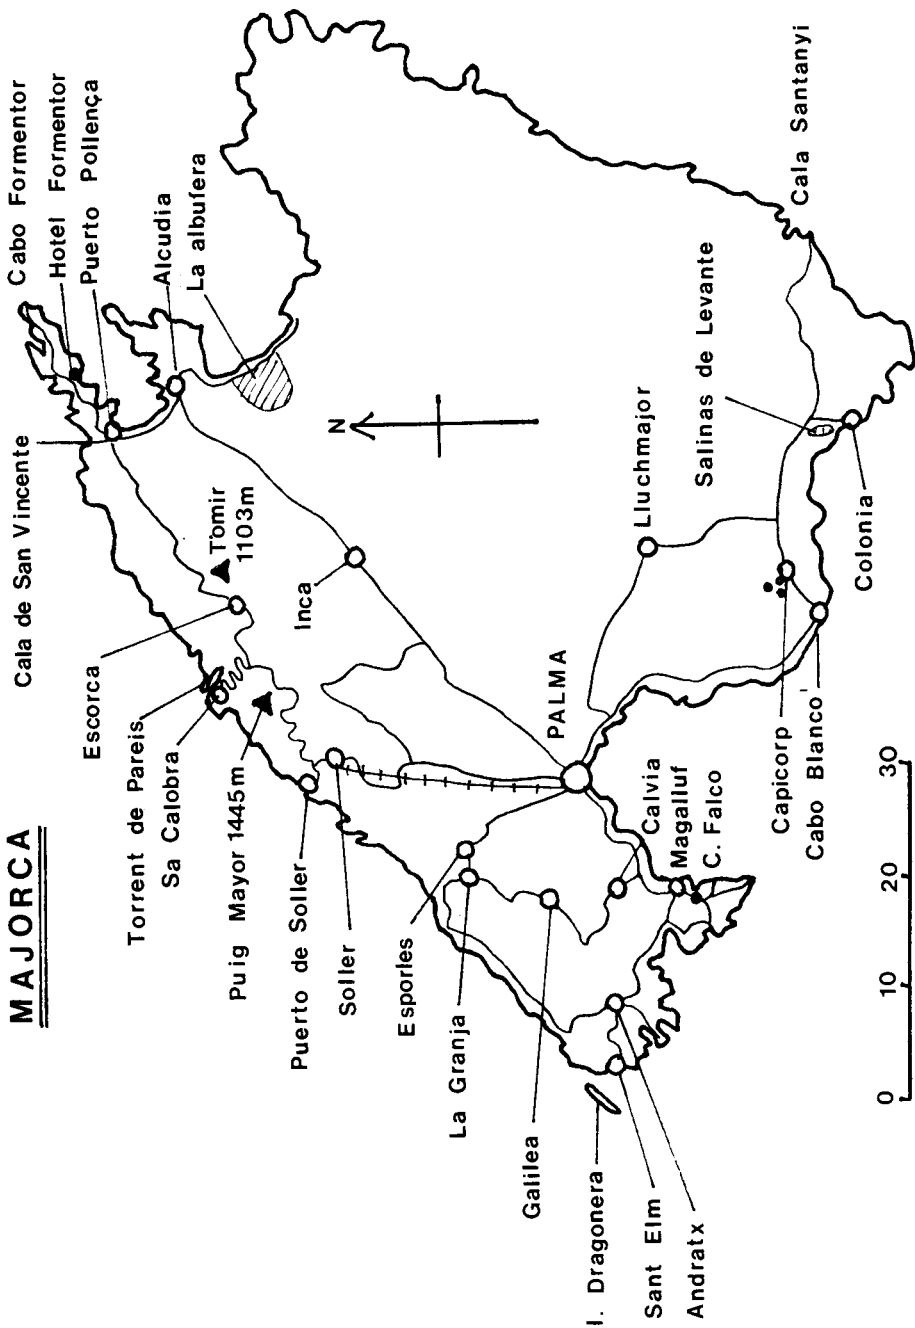 MAJORCA
Cabo Formentor
Hotel Formentor
Puerto Pollença
Alcudia
La albufera
Cala de San Vincente
Tomir
1103m
Escorca
Inca
Torrent de Pareis
Sa Calobra
Puig Mayor 1445m
Puerto de Soller
Soller
Esporles
La Granja
Galilea
I. Dragonera
Sant Elm
Andratx
PALMA
Calvia
Magalluf
C. Falco
Lluchmajor
Salinas de Levante
Cala Santanyi
Colonia
Capicorp
Cabo Blanco
N
0 10 20 30